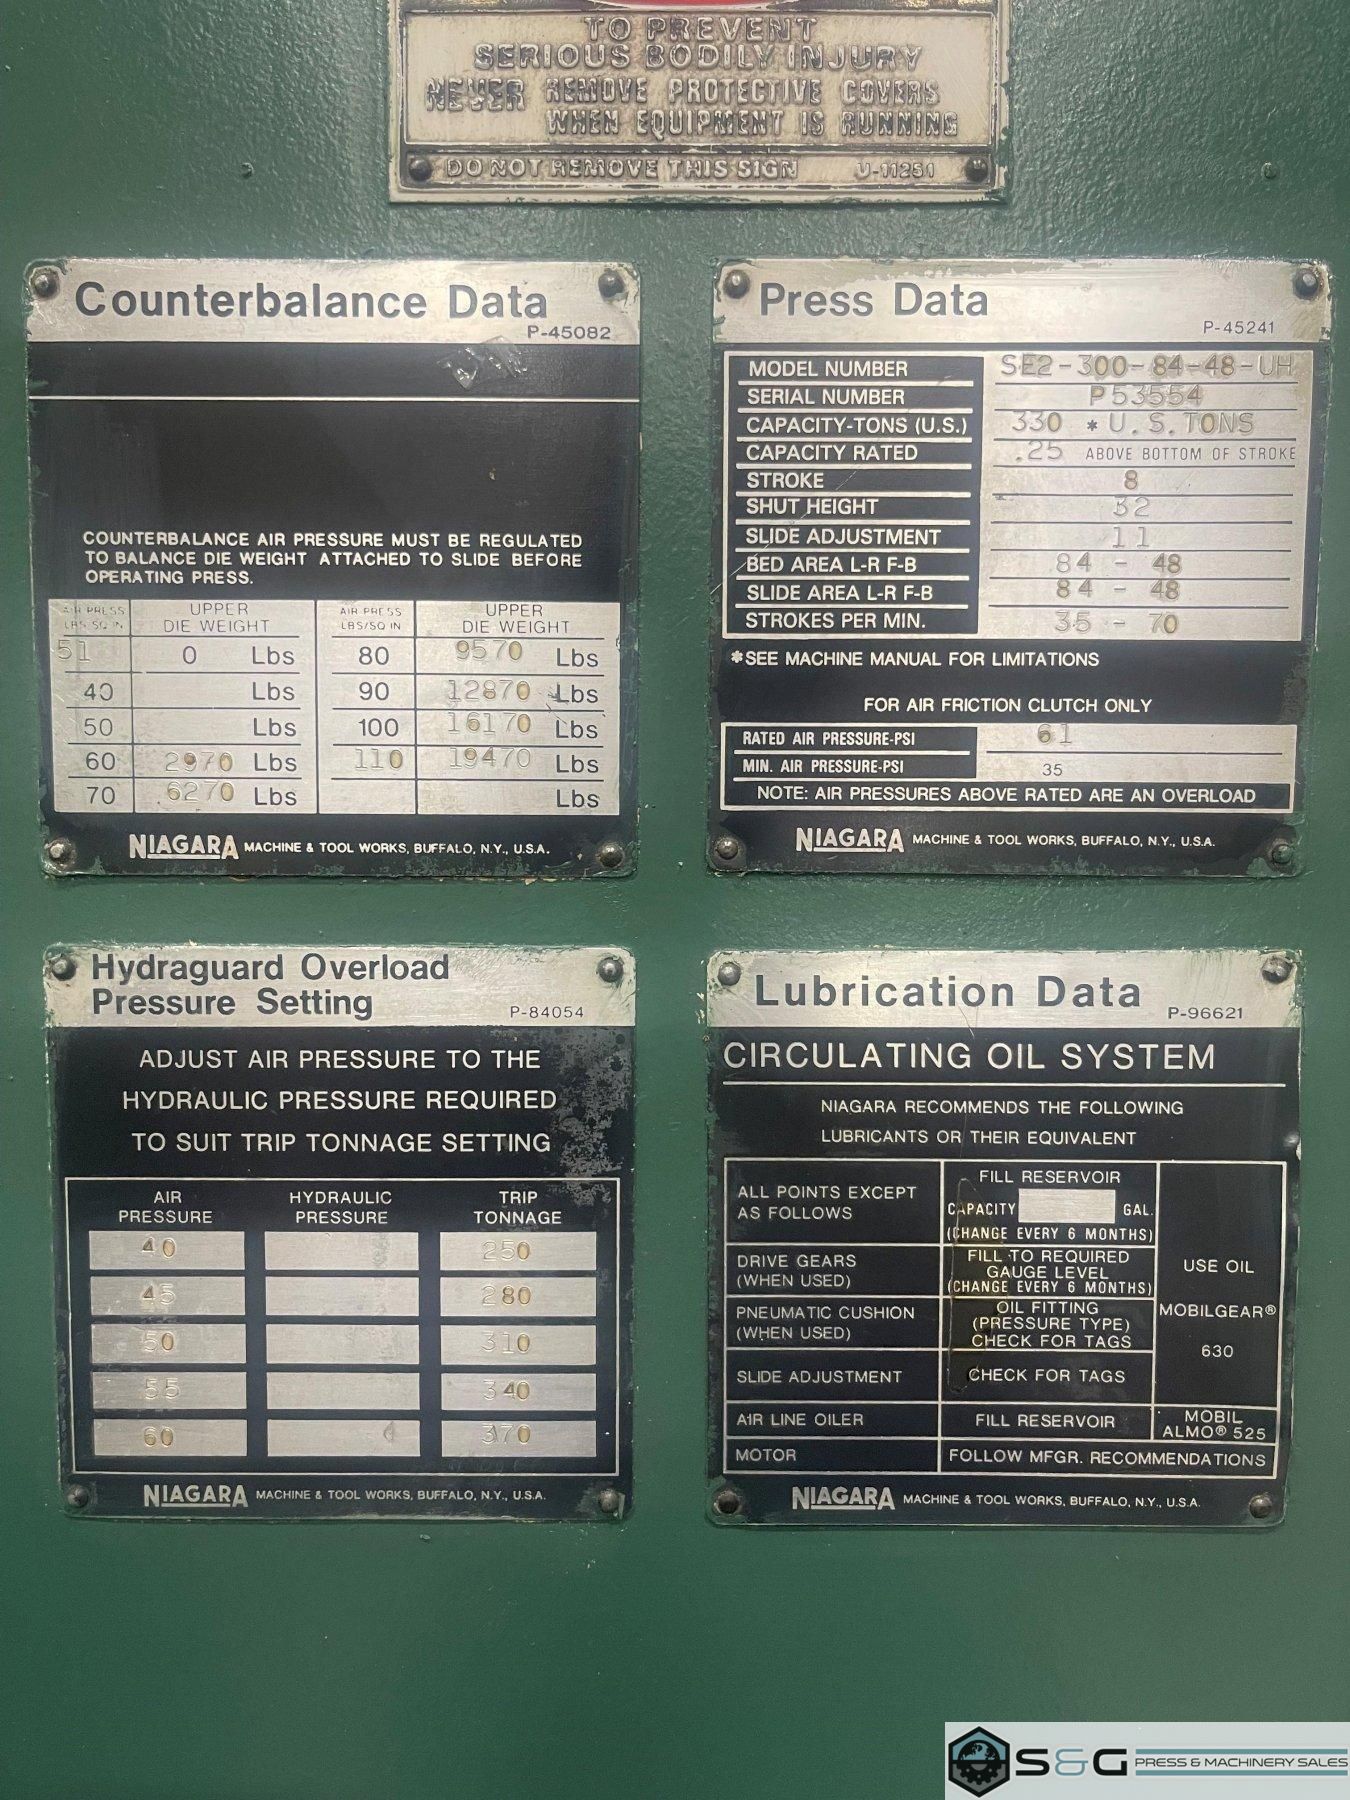 TO PREVENT
SERIOUS BODILY INJURY
NEVER REMOVE PROTECTIVE COVERS
WHEN EQUIPMENT IS RUNNING
DO NOT REMOVE THIS SIGN U-11251
Counterbalance Data
P-45082
COUNTERBALANCE AIR PRESSURE MUST BE REGULATED
TO BALANCE DIE WEIGHT ATTACHED TO SLIDE BEFORE
OPERATING PRESS.
AIR PRESS UPPER AIR PRESS UPPER
LBS/SQ IN DIE WEIGHT LBS/SQ IN DIE WEIGHT
51 0 Lbs 80 9570 Lbs
40 Lbs 90 12870 Lbs
50 Lbs 100 16170 Lbs
60 2970 Lbs 110 19470 Lbs
70 6270 Lbs Lbs
NIAGARA MACHINE & TOOL WORKS, BUFFALO, N.Y., U.S.A.
Press Data
P-45241
MODEL NUMBER SE2-300-84-48-UH
SERIAL NUMBER P53554
CAPACITY-TONS (U.S.) 330 * U.S. TONS
CAPACITY RATED .25 ABOVE BOTTOM OF STROKE
STROKE 8
SHUT HEIGHT 32
SLIDE ADJUSTMENT 11
BED AREA L-R F-B 84 - 48
SLIDE AREA L-R F-B 84 - 48
STROKES PER MIN. 35 - 70
*SEE MACHINE MANUAL FOR LIMITATIONS
FOR AIR FRICTION CLUTCH ONLY
RATED AIR PRESSURE-PSI 61
MIN. AIR PRESSURE-PSI 35
NOTE: AIR PRESSURES ABOVE RATED ARE AN OVERLOAD
NIAGARA MACHINE & TOOL WORKS, BUFFALO, N.Y., U.S.A.
Hydraguard Overload
Pressure Setting
P-84054
ADJUST AIR PRESSURE TO THE
HYDRAULIC PRESSURE REQUIRED
TO SUIT TRIP TONNAGE SETTING
AIR HYDRAULIC TRIP
PRESSURE PRESSURE TONNAGE
40 250
45 280
50 310
55 340
60 370
NIAGARA MACHINE & TOOL WORKS, BUFFALO, N.Y., U.S.A.
Lubrication Data
P-96621
CIRCULATING OIL SYSTEM
NIAGARA RECOMMENDS THE FOLLOWING
LUBRICANTS OR THEIR EQUIVALENT
ALL POINTS EXCEPT
AS FOLLOWS
FILL RESERVOIR
CAPACITY GAL.
(CHANGE EVERY 6 MONTHS)
DRIVE GEARS
(WHEN USED)
FILL TO REQUIRED
GAUGE LEVEL
(CHANGE EVERY 6 MONTHS)
PNEUMATIC CUSHION
(WHEN USED)
OIL FITTING
(PRESSURE TYPE)
CHECK FOR TAGS
SLIDE ADJUSTMENT CHECK FOR TAGS
USE OIL
MOBILGEAR®
630
AIR LINE OILER FILL RESERVOIR
MOBIL
ALMO® 525
MOTOR FOLLOW MFGR. RECOMMENDATIONS
NIAGARA MACHINE & TOOL WORKS, BUFFALO, N.Y., U.S.A.
S&G PRESS & MACHINERY SALES